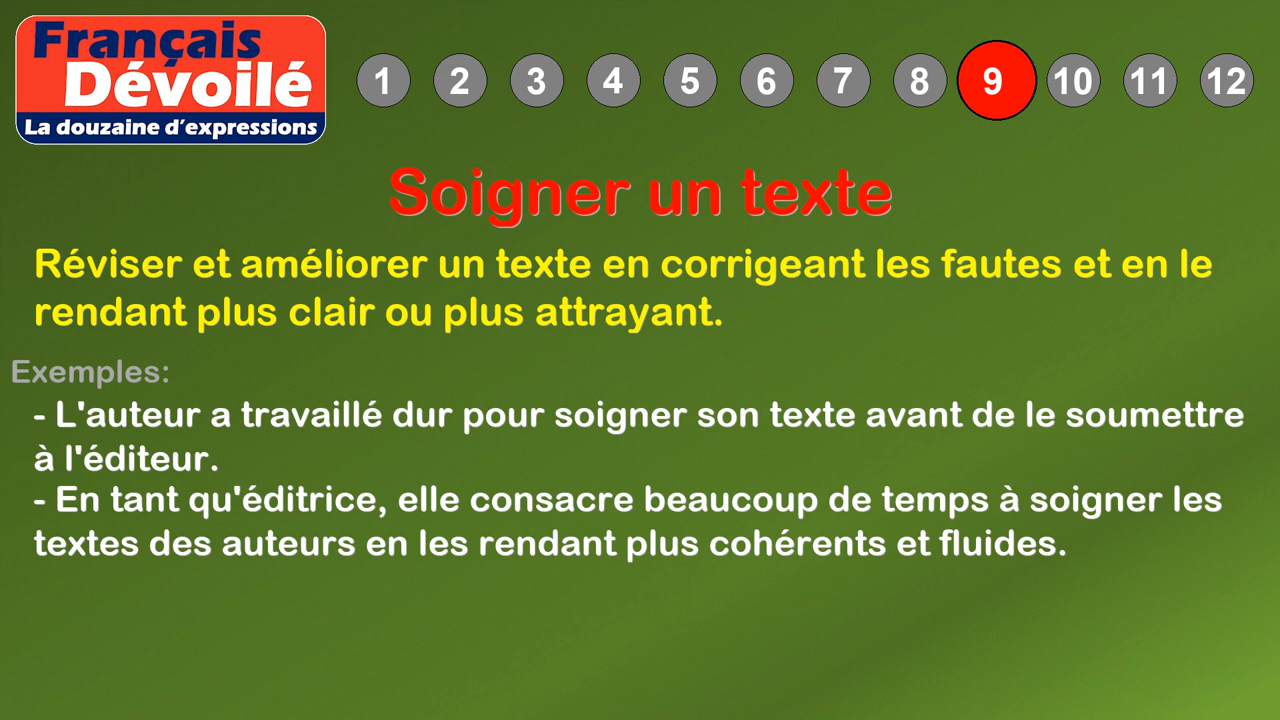 Français
Dévoilé
La douzaine d'expressions
1 2 3 4 5 6 7 8 9 10 11 12
Soigner un texte
Réviser et améliorer un texte en corrigeant les fautes et en le
rendant plus clair ou plus attrayant.
Exemples:
- L'auteur a travaillé dur pour soigner son texte avant de le soumettre
à l'éditeur.
- En tant qu'éditrice, elle consacre beaucoup de temps à soigner les
textes des auteurs en les rendant plus cohérents et fluides.